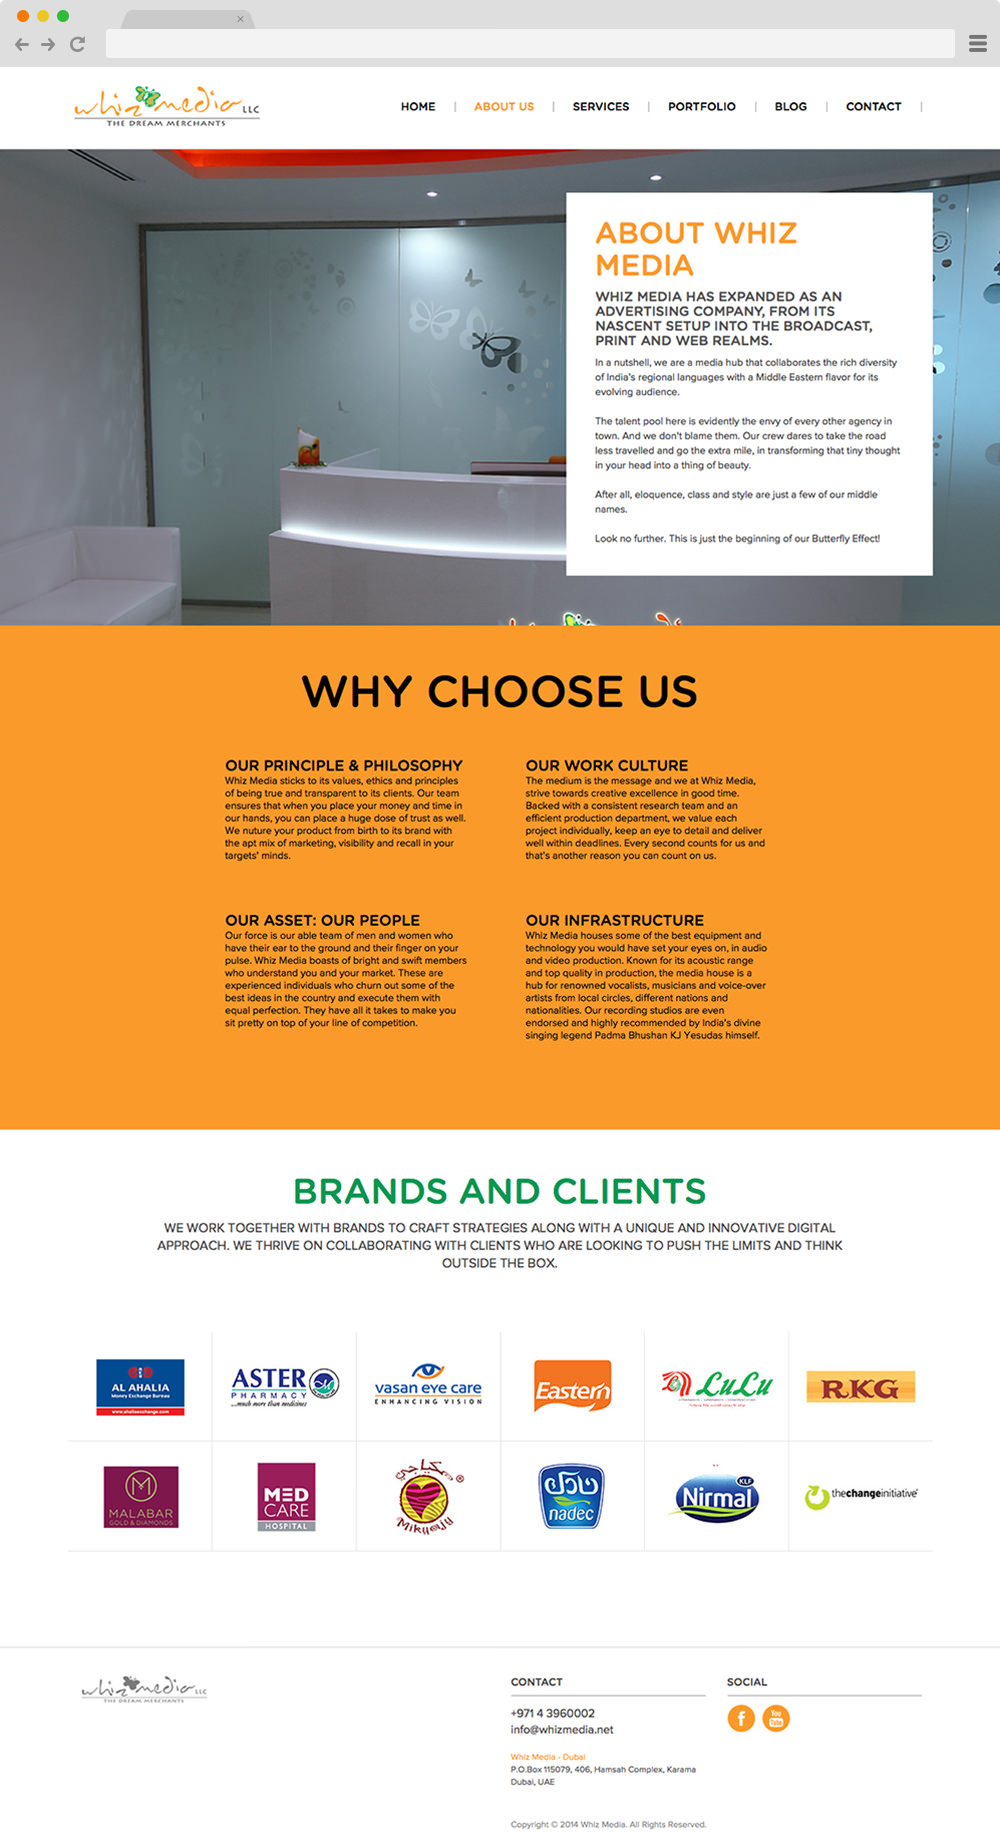 whiz media LLC
THE DREAM MERCHANTS
HOME | ABOUT US | SERVICES | PORTFOLIO | BLOG | CONTACT |
ABOUT WHIZ
MEDIA
WHIZ MEDIA HAS EXPANDED AS AN
ADVERTISING COMPANY, FROM ITS
NASCENT SETUP INTO THE BROADCAST,
PRINT AND WEB REALMS.
In a nutshell, we are a media hub that collaborates the rich diversity
of India's regional languages with a Middle Eastern flavor for its
evolving audience.
The talent pool here is evidently the envy of every other agency in
town. And we don't blame them. Our crew dares to take the road
less travelled and go the extra mile, in transforming that tiny thought
in your head into a thing of beauty.
After all, eloquence, class and style are just a few of our middle
names.
Look no further. This is just the beginning of our Butterfly Effect!
WHY CHOOSE US
OUR PRINCIPLE & PHILOSOPHY
Whiz Media sticks to its values, ethics and principles
of being true and transparent to its clients. Our team
ensures that when you place your money and time in
our hands, you can place a huge dose of trust as well.
We nuture your product from birth to its brand with
the apt mix of marketing, visibility and recall in your
targets' minds.
OUR WORK CULTURE
The medium is the message and we at Whiz Media,
strive towards creative excellence in good time.
Backed with a consistent research team and an
efficient production department, we value each
project individually, keep an eye to detail and deliver
well within deadlines. Every second counts for us and
that's another reason you can count on us.
OUR ASSET: OUR PEOPLE
Our force is our able team of men and women who
have their ear to the ground and their finger on your
pulse. Whiz Media boasts of bright and swift members
who understand you and your market. These are
experienced individuals who churn out some of the
best ideas in the country and execute them with
equal perfection. They have all it takes to make you
sit pretty on top of your line of competition.
OUR INFRASTRUCTURE
Whiz Media houses some of the best equipment and
technology you would have set your eyes on, in audio
and video production. Known for its acoustic range
and top quality in production, the media house is a
hub for renowned vocalists, musicians and voice-over
artists from local circles, different nations and
nationalities. Our recording studios are even
endorsed and highly recommended by India's divine
singing legend Padma Bhushan KJ Yesudas himself.
BRANDS AND CLIENTS
WE WORK TOGETHER WITH BRANDS TO CRAFT STRATEGIES ALONG WITH A UNIQUE AND INNOVATIVE DIGITAL
APPROACH. WE THRIVE ON COLLABORATING WITH CLIENTS WHO ARE LOOKING TO PUSH THE LIMITS AND THINK
OUTSIDE THE BOX.
AL AHALIA
Money Exchange Bureau
www.ahaliaexchange.com
ASTER
PHARMACY
...much more than medicines
vasan eye care
ENHANCING VISION
Eastern
LuLu
RKG
MALABAR
GOLD & DIAMONDS
MED
CARE
HOSPITAL
Mikyajy
نادك
nadec
KLF
Nirmal
thechangeinitiative
whiz media LLC
THE DREAM MERCHANTS
CONTACT
+971 4 3960002
info@whizmedia.net
Whiz Media - Dubai
P.O.Box 115079, 406, Hamsah Complex, Karama
Dubai, UAE
Copyright © 2014 Whiz Media. All Rights Reserved.
SOCIAL
f
You
Tube